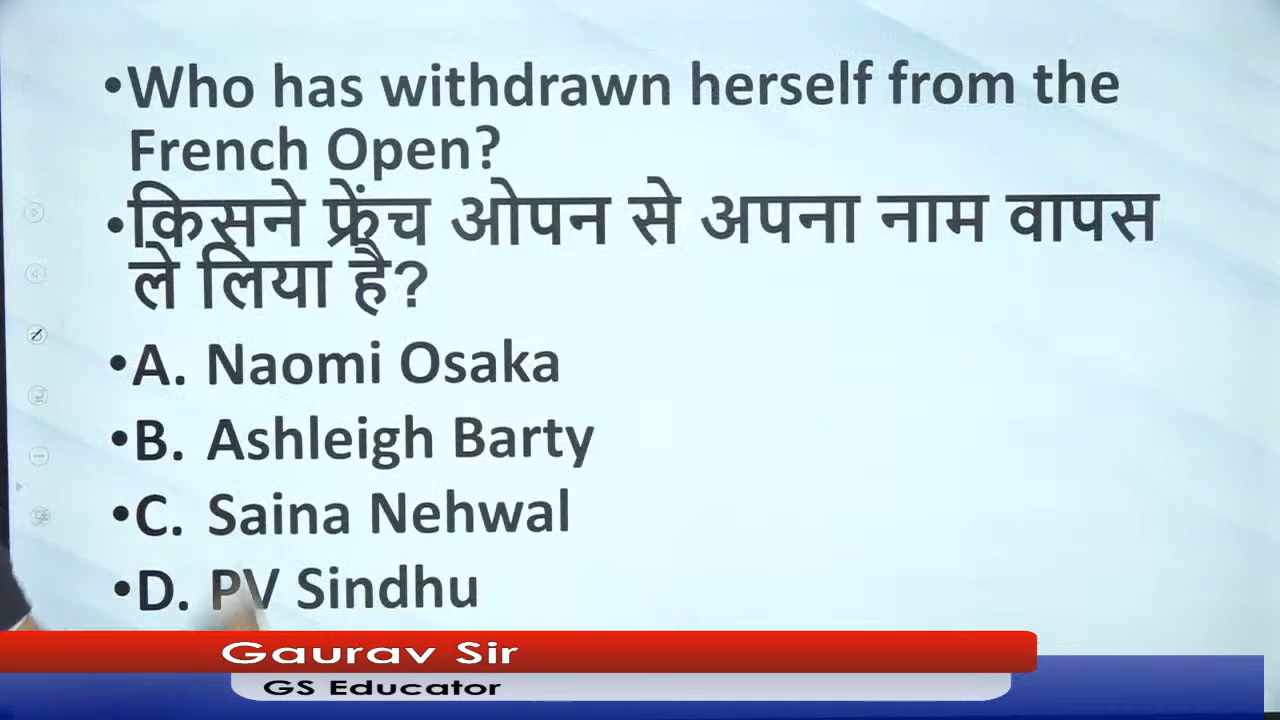 •Who has withdrawn herself from the
French Open?
•किसने फ्रेंच ओपन से अपना नाम वापस
ले लिया है?
•A. Naomi Osaka
•B. Ashleigh Barty
•C. Saina Nehwal
•D. PV Sindhu
Gaurav Sir
GS Educator